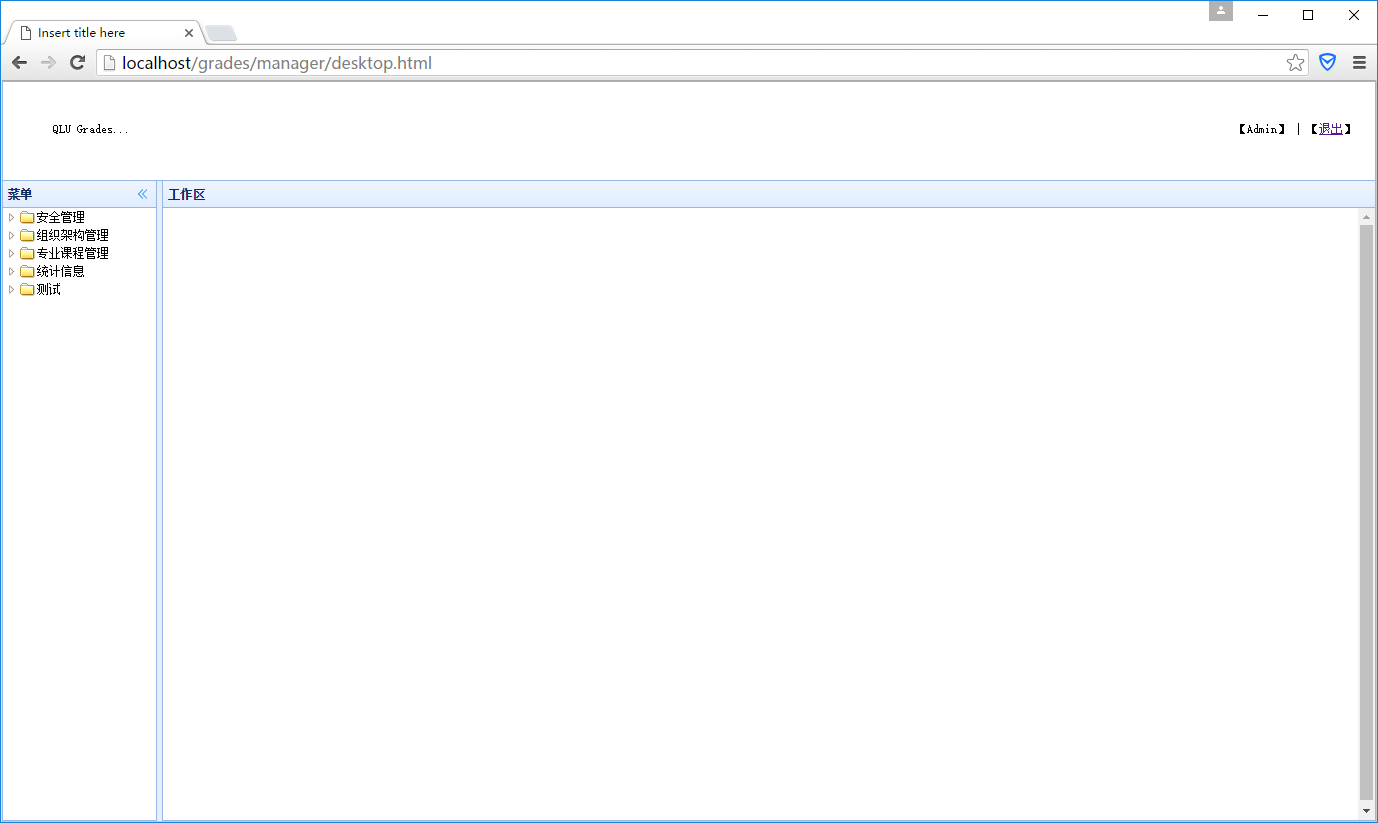 Insert title here
localhost/grades/manager/desktop.html
QLU Grades...
【Admin】 | 【退出】
菜单
工作区
安全管理
组织架构管理
专业课程管理
统计信息
测试